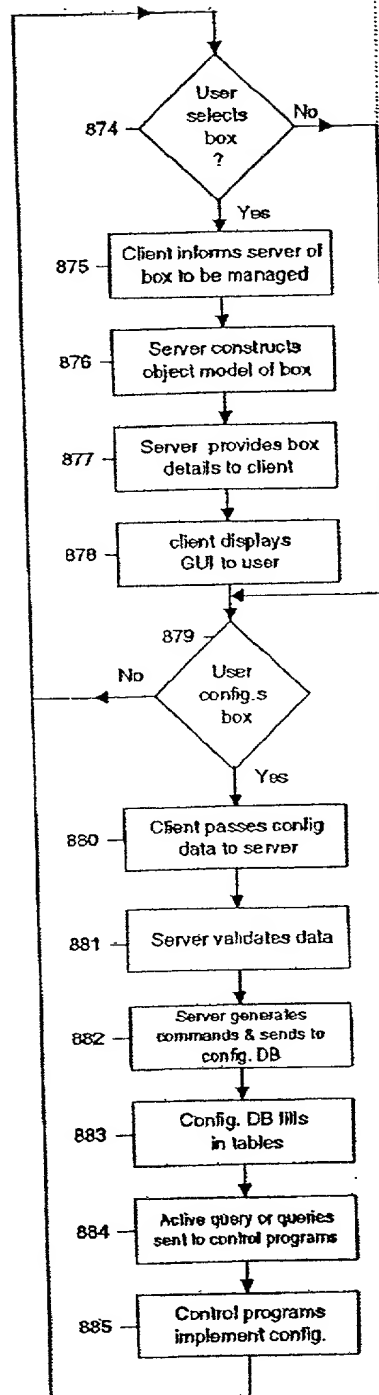 User
selects
box
?
874
No
Yes
875
Client informs server of
box to be managed
876
Server constructs
object model of box
877
Server provides box
details to client
878
client displays
GUI to user
879
No
User
config.s
box
Yes
880
Client passes config
data to server
881
Server validates data
882
Server generates
commands & sends to
config. DB
883
Config. DB fills
in tables
884
Active query or queries
sent to control programs
885
Control programs
implement config.